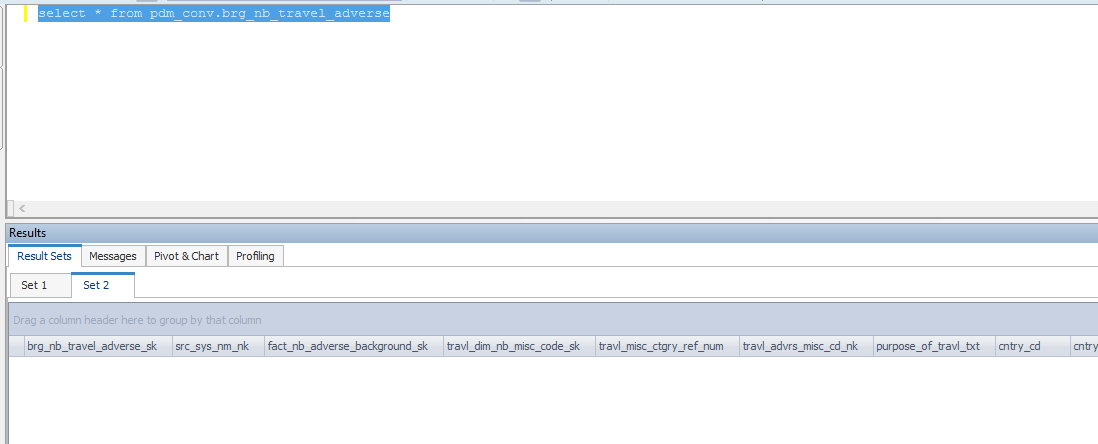 select * from pdm_conv.brg_nb_travel_adverse
Results
Result Sets Messages Pivot & Chart Profiling
Set 1 Set 2
Drag a column header here to group by that column
brg_nb_travel_adverse_sk src_sys_nm_nk fact_nb_adverse_background_sk travl_dim_nb_misc_code_sk travl_misc_ctgry_ref_num travl_advrs_misc_cd_nk purpose_of_travl_txt cntry_cd cntry